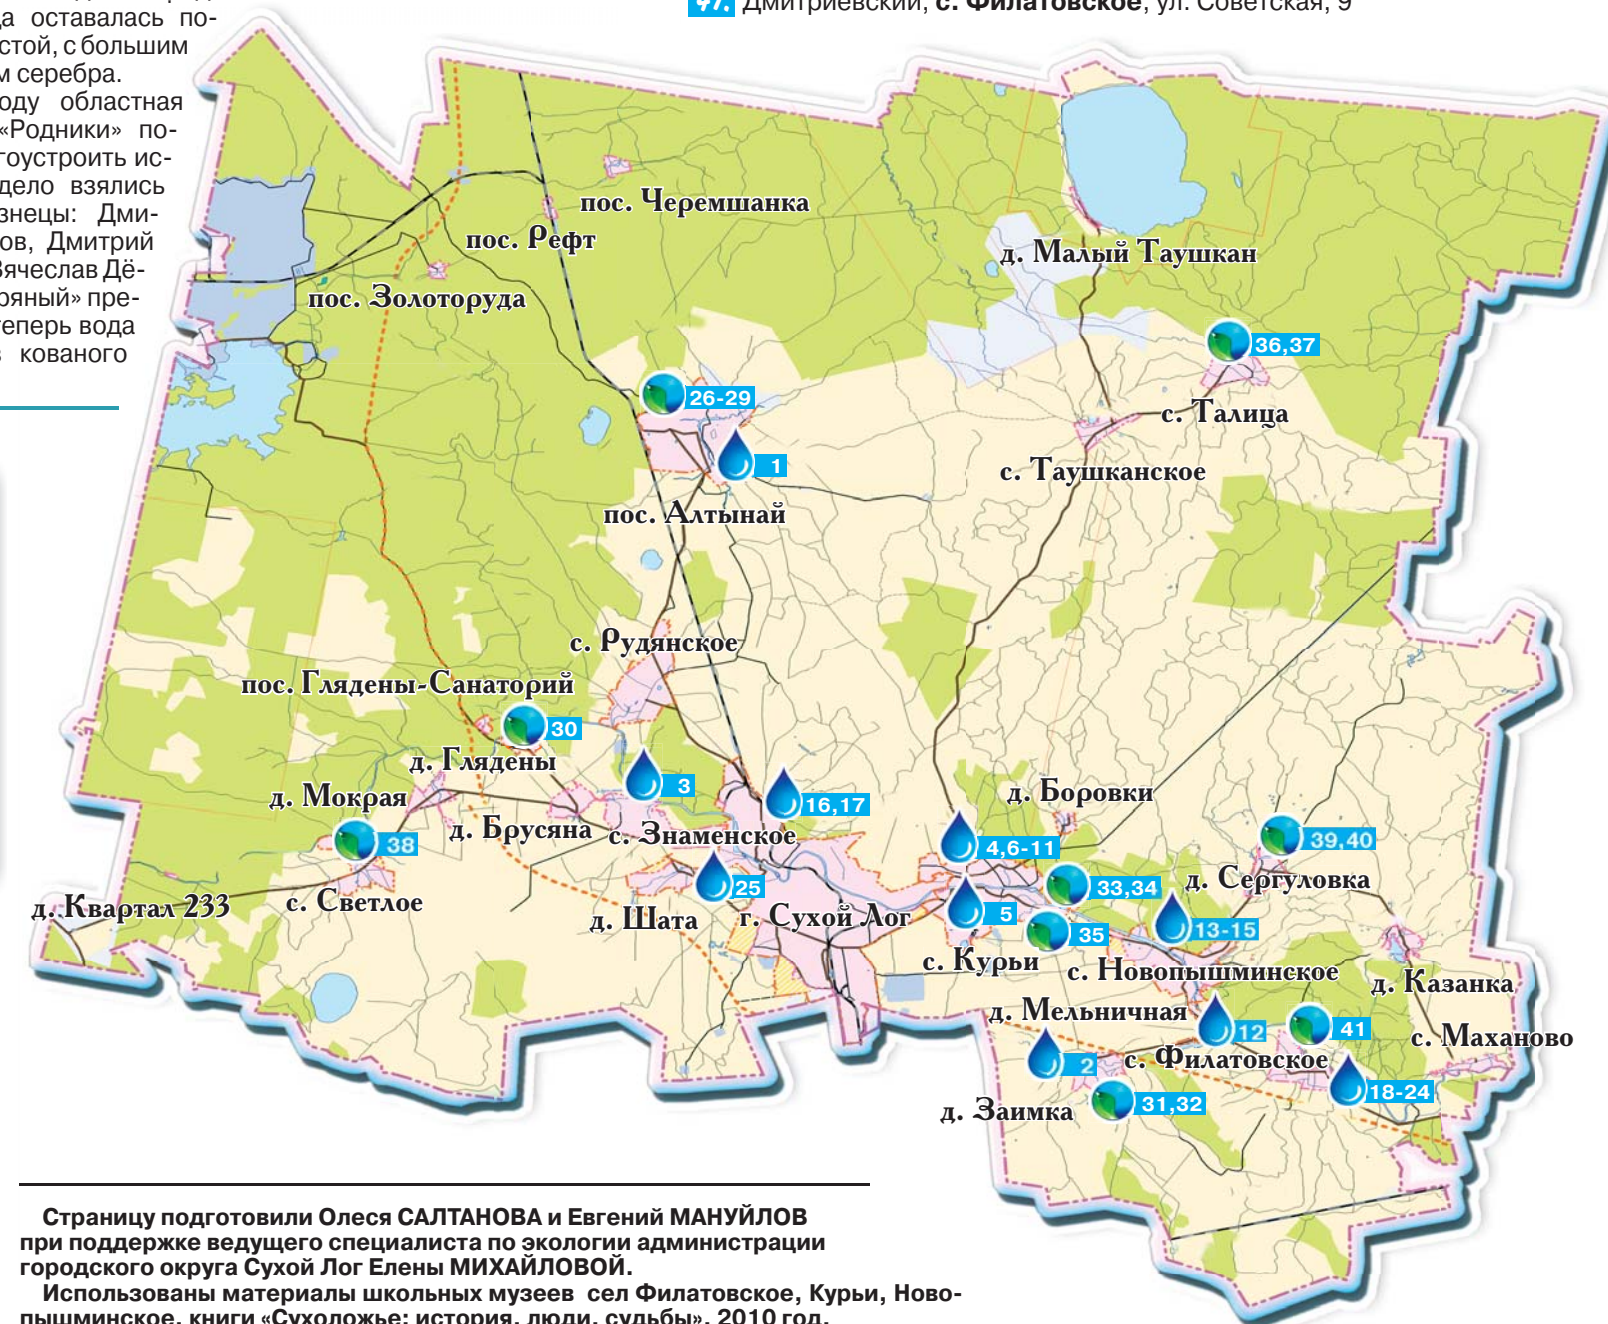 да оставалась по-
стой, с большим
м серебра.
оду областная
«Родники» по-
гоустроить ис-
дело взялись
знецы: Дми-
ов, Дмитрий
Вячеслав Дё-
ряный» пре-
теперь вода
в кованого
41. Дмитриевский, с. Филатовское, ул. Советская, 9
пос. Черемшанка
пос. Рефт
д. Малый Таушкан
пос. Золоторуда
36,37
26-29
с. Талица
1
с. Таушканское
пос. Алтынай
с. Рудянское
пос. Глядены-Санаторий
30
д. Глядены
3
д. Мокрая
16,17
д. Боровки
д. Брусяна
с. Знаменское
38
4,6-11
39,40
33,34
д. Сергуловка
25
д. Квартал 233
с. Светлое
д. Шата
г. Сухой Лог
5
35
13-15
с. Курьи
с. Новопышминское
д. Казанка
д. Мельничная
12
41
с. Маханово
2
с. Филатовское
18-24
д. Заимка
31,32
Страницу подготовили Олеся САЛТАНОВА и Евгений МАНУЙЛОВ
при поддержке ведущего специалиста по экологии администрации
городского округа Сухой Лог Елены МИХАЙЛОВОЙ.
Использованы материалы школьных музеев сел Филатовское, Курьи, Ново-
пышминское, книги «Сухоложье: история, люди, судьбы», 2010 год.